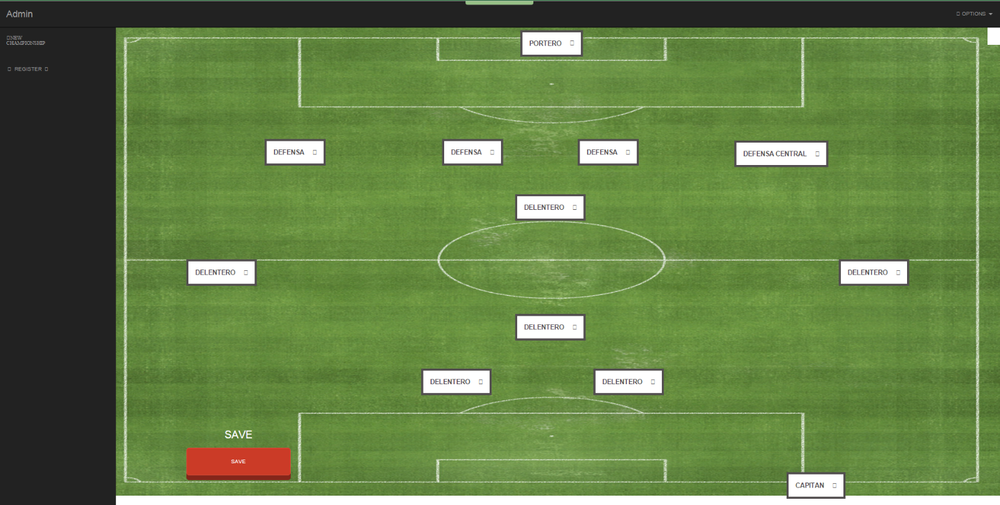 Admin
OPTIONS
NEW
CHAMPIONSHIP
REGISTER
PORTERO
DEFENSA
DEFENSA
DEFENSA
DEFENSA CENTRAL
DELENTERO
DELENTERO
DELENTERO
DELENTERO
DELENTERO
DELENTERO
SAVE
SAVE
CAPITAN